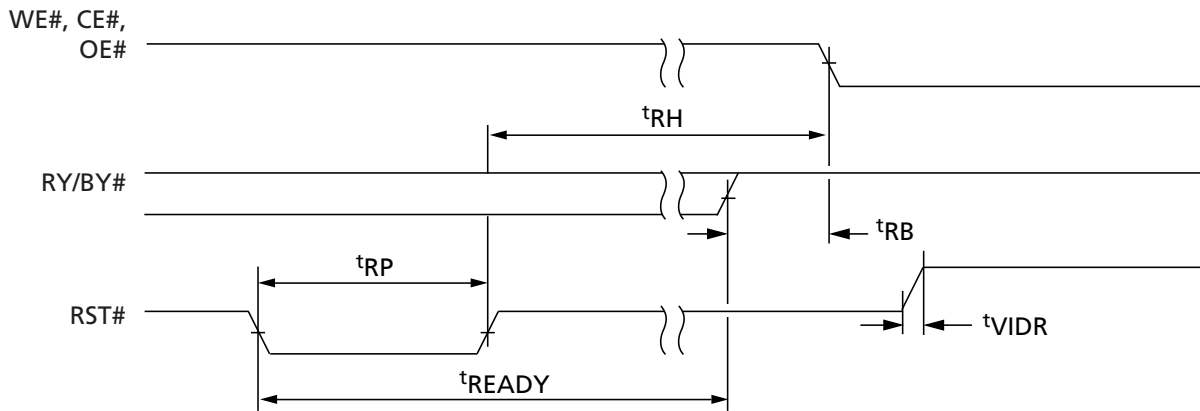 WE#, CE#,
OE#
tRH
RY/BY#
tRB
tRP
RST#
tVIDR
tREADY